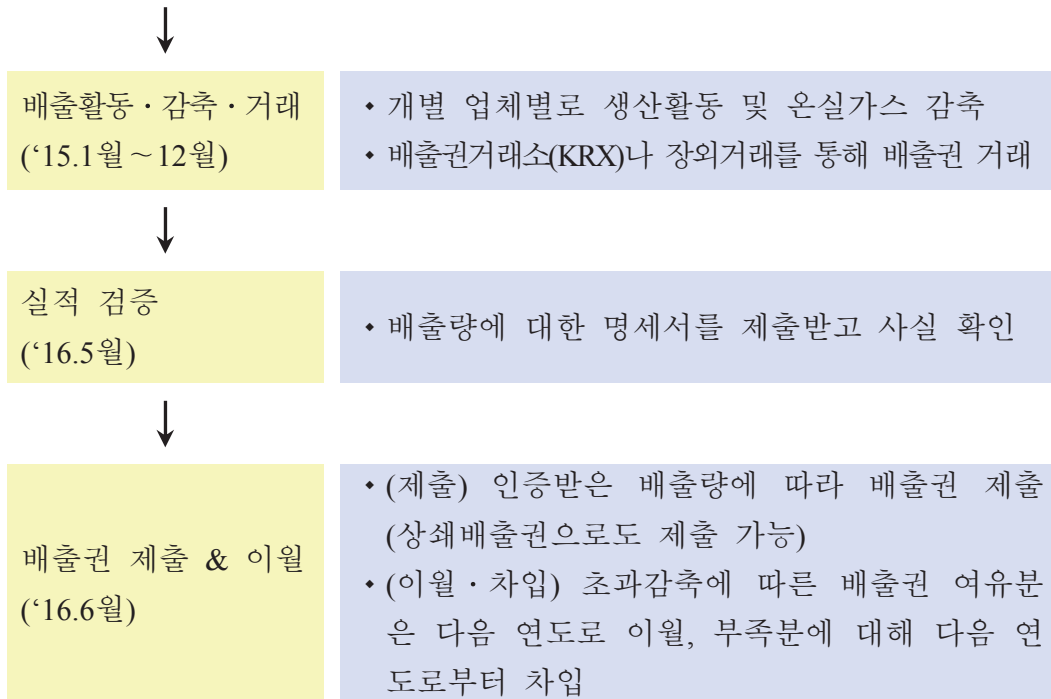 배출활동・감축・거래
(‘15.1월～12월)
◆ 개별 업체별로 생산활동 및 온실가스 감축
◆ 배출권거래소(KRX)나 장외거래를 통해 배출권 거래
실적 검증
(‘16.5월)
◆ 배출량에 대한 명세서를 제출받고 사실 확인
배출권 제출 & 이월
(‘16.6월)
◆ (제출) 인증받은 배출량에 따라 배출권 제출
(상쇄배출권으로도 제출 가능)
◆ (이월・차입) 초과감축에 따른 배출권 여유분
은 다음 연도로 이월, 부족분에 대해 다음 연
도로부터 차입